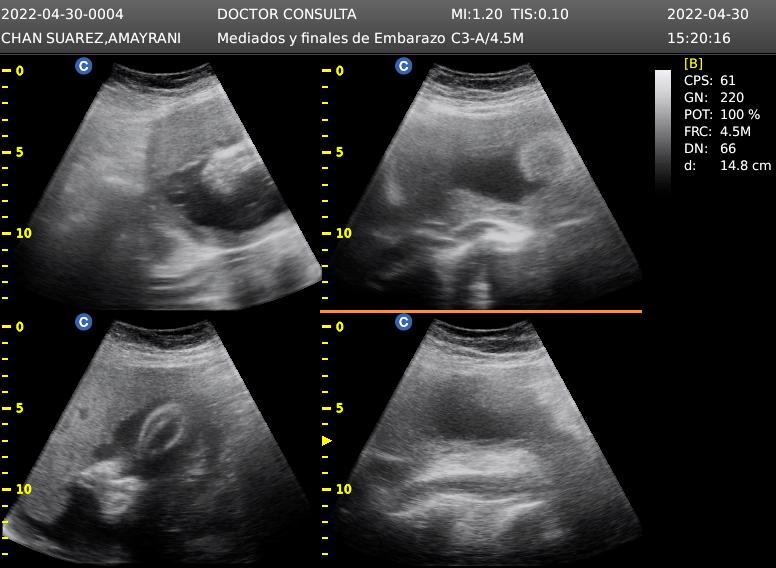 2022-04-30-0004 DOCTOR CONSULTA MI:1.20 TIS:0.10 2022-04-30
CHAN SUAREZ,AMAYRANI Mediados y finales de Embarazo C3-A/4.5M 15:20:16
C C
0 0
5 5
10 10
C C
0 0
5 5
10 10
[B]
CPS: 61
GN: 220
POT: 100 %
FRC: 4.5M
DN: 66
d: 14.8 cm